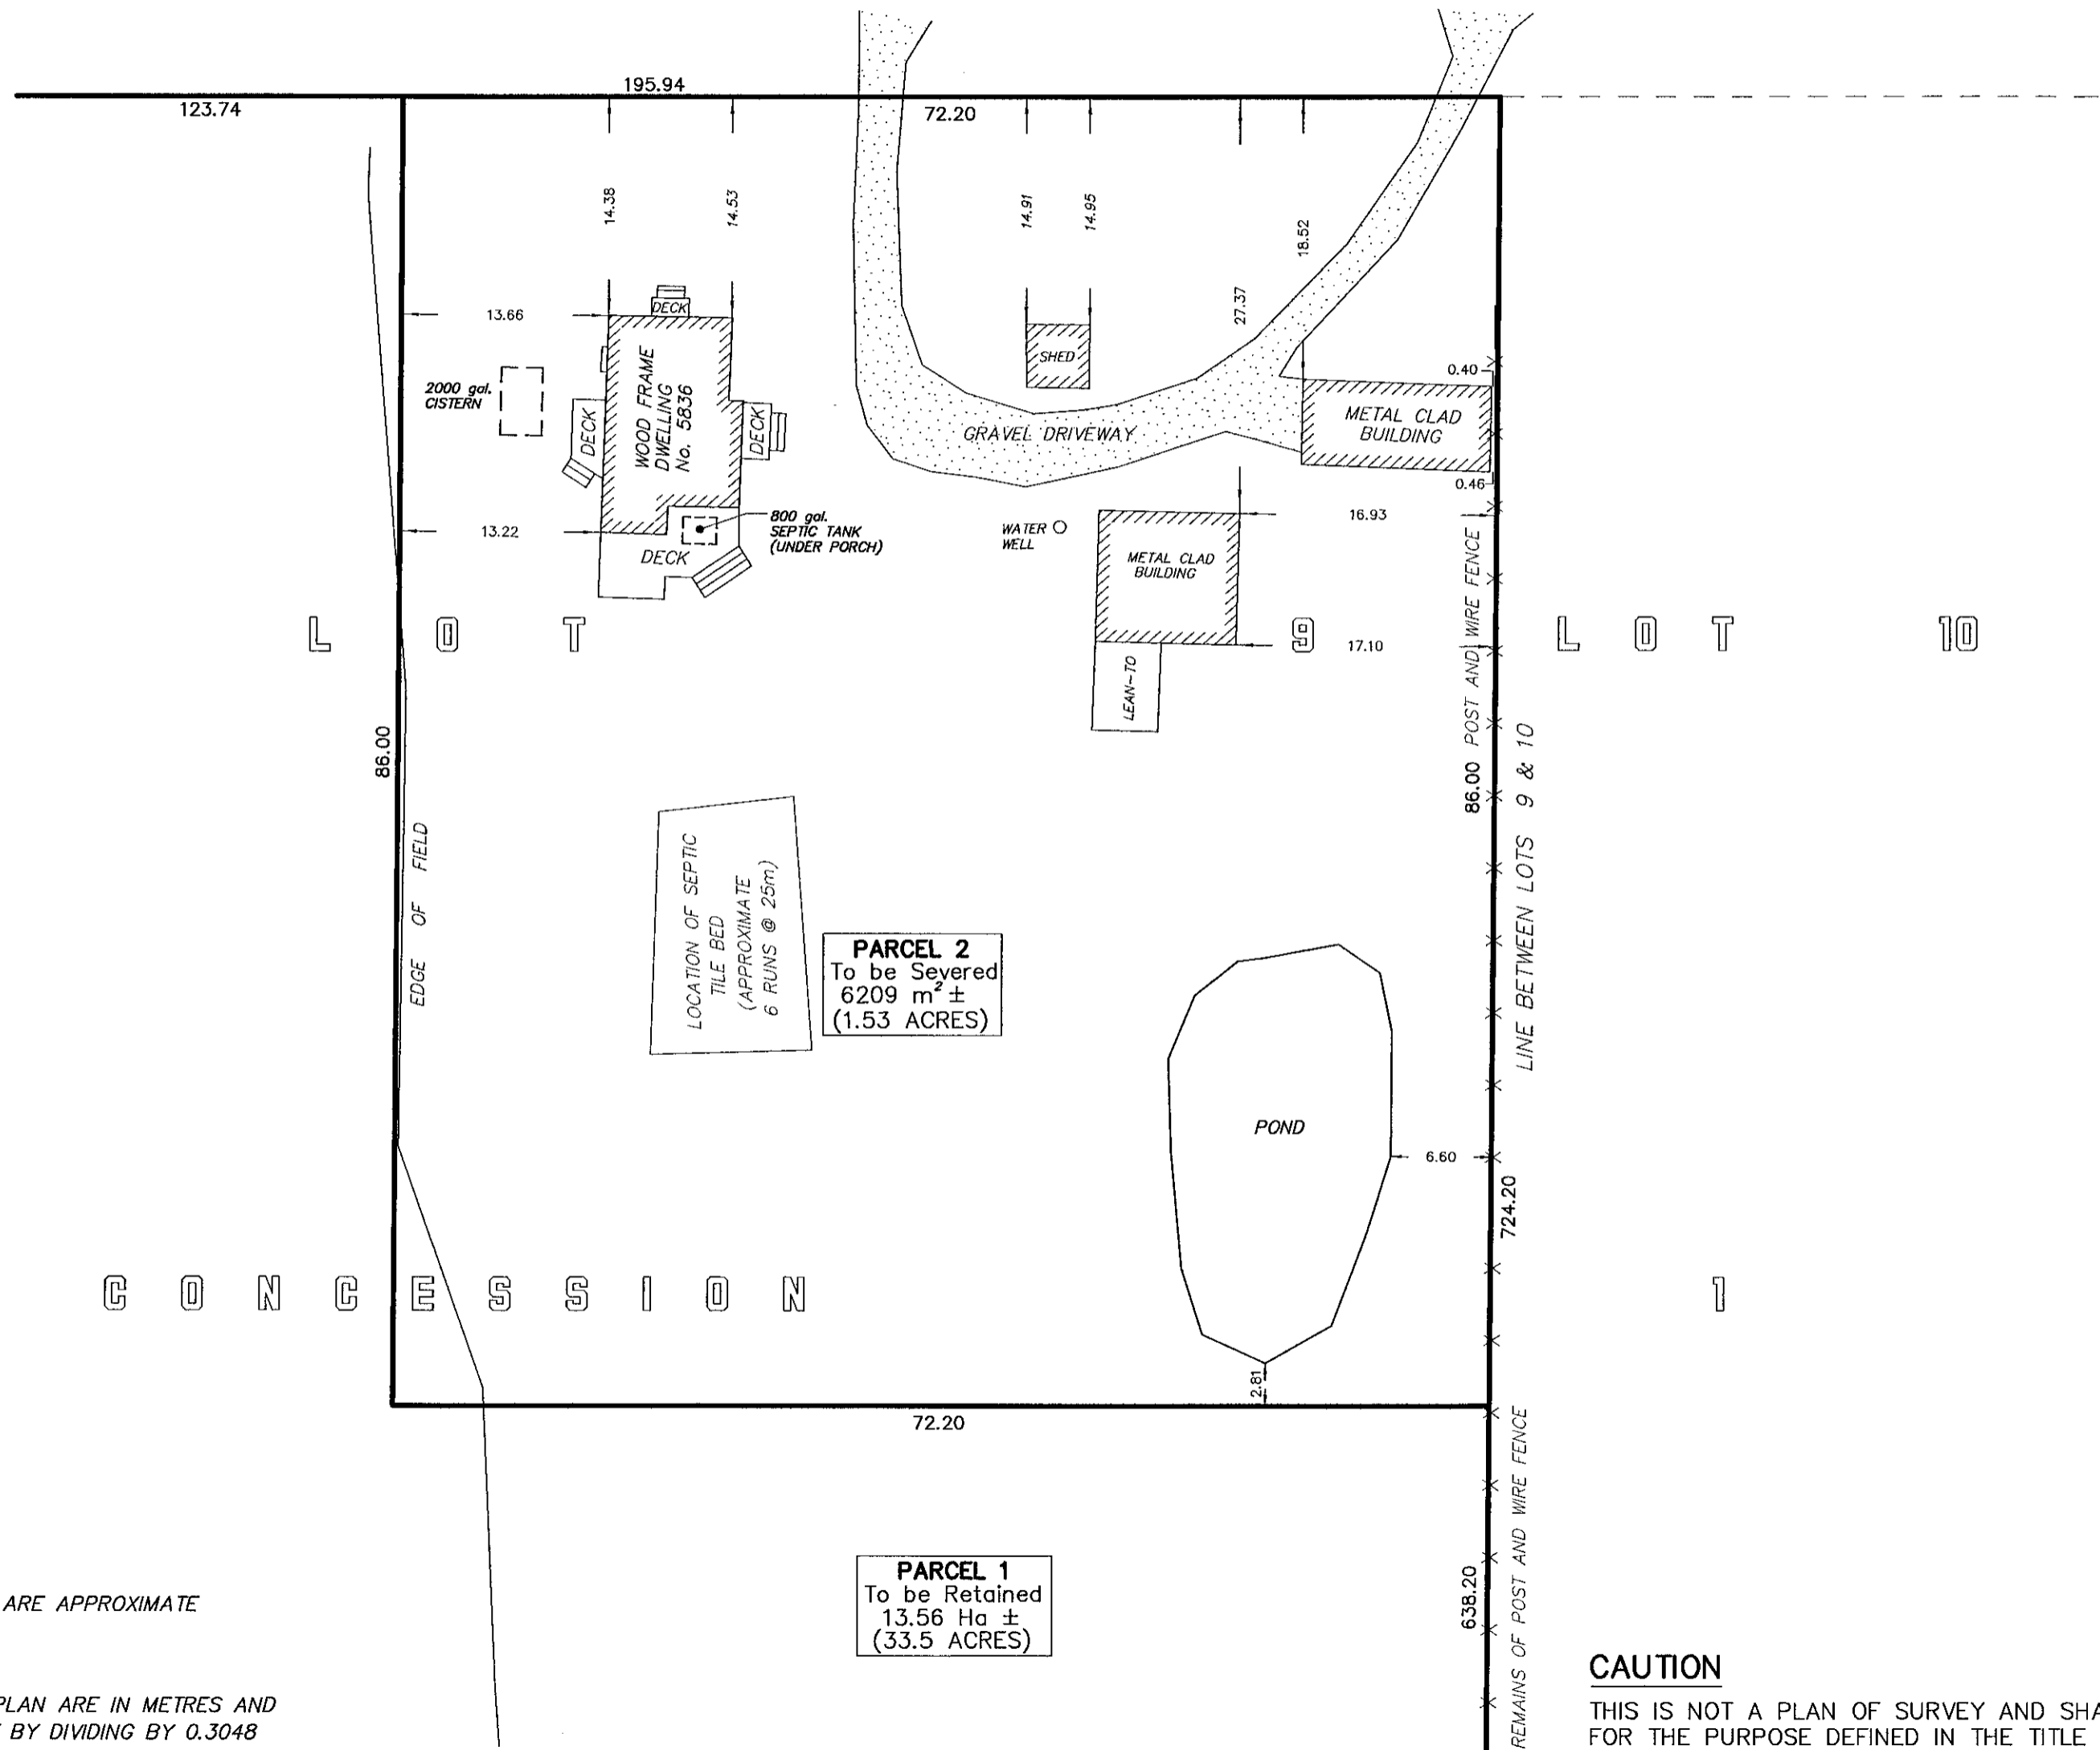 195.94
123.74
72.20
14.38
14.53
14.91
14.95
18.52
27.37
13.66
DECK
2000 gal.
CISTERN
DECK
WOOD FRAME
DWELLING
No. 5836
DECK
SHED
0.40
METAL CLAD
BUILDING
GRAVEL DRIVEWAY
0.46
13.22
800 gal.
SEPTIC TANK
(UNDER PORCH)
DECK
WATER
WELL
16.93
METAL CLAD
BUILDING
LOT 9
17.10
LOT 10
LEAN-TO
86.00
86.00 POST AND WIRE FENCE
LINE BETWEEN LOTS 9 & 10
EDGE OF FIELD
LOCATION OF SEPTIC
TILE BED
(APPROXIMATE
6 RUNS @ 25m)
PARCEL 2
To be Severed
6209 m² ±
(1.53 ACRES)
POND
6.60
724.20
CONCESSION 1
2.81
72.20
REMAINS OF POST AND WIRE FENCE
638.20
PARCEL 1
To be Retained
13.56 Ha ±
(33.5 ACRES)
ARE APPROXIMATE
PLAN ARE IN METRES AND
BY DIVIDING BY 0.3048
CAUTION
THIS IS NOT A PLAN OF SURVEY AND
FOR THE PURPOSE DEFINED IN THE TITLE